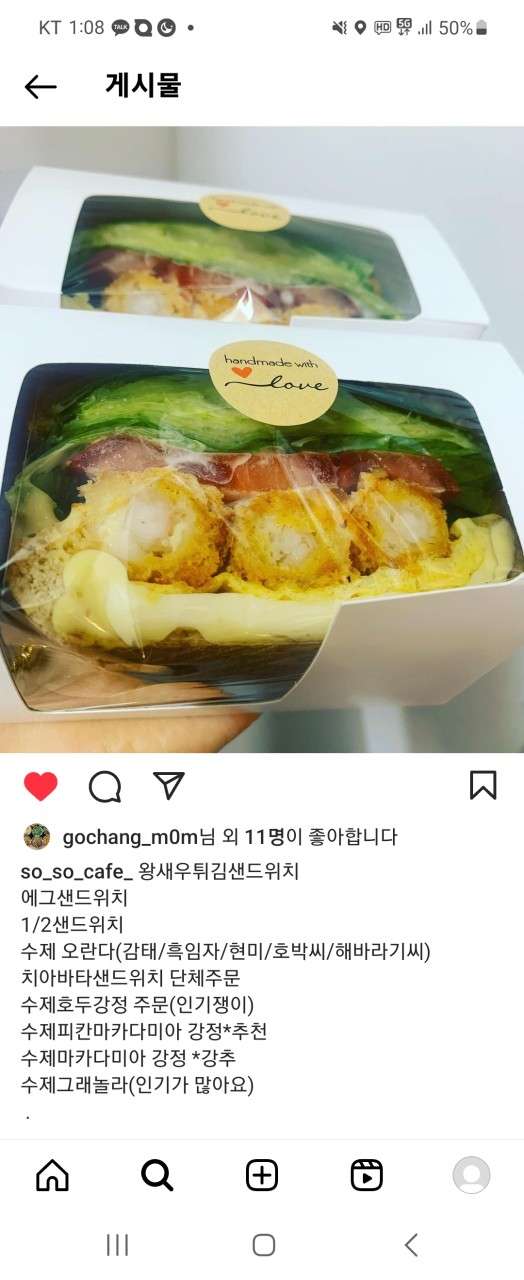 KT 1:08 TALK HD 5G 50%
게시물
handmade with
love
love
gochang_m0m님 외 11명이 좋아합니다
so_so_cafe_ 왕새우튀김샌드위치
에그샌드위치
1/2샌드위치
수제 오란다(감태/흑임자/현미/호박씨/해바라기씨)
치아바타샌드위치 단체주문
수제호두강정 주문(인기쟁이)
수제피칸마카다미아 강정*추천
수제마카다미아 강정 *강추
수제그래놀라(인기가 많아요)
.